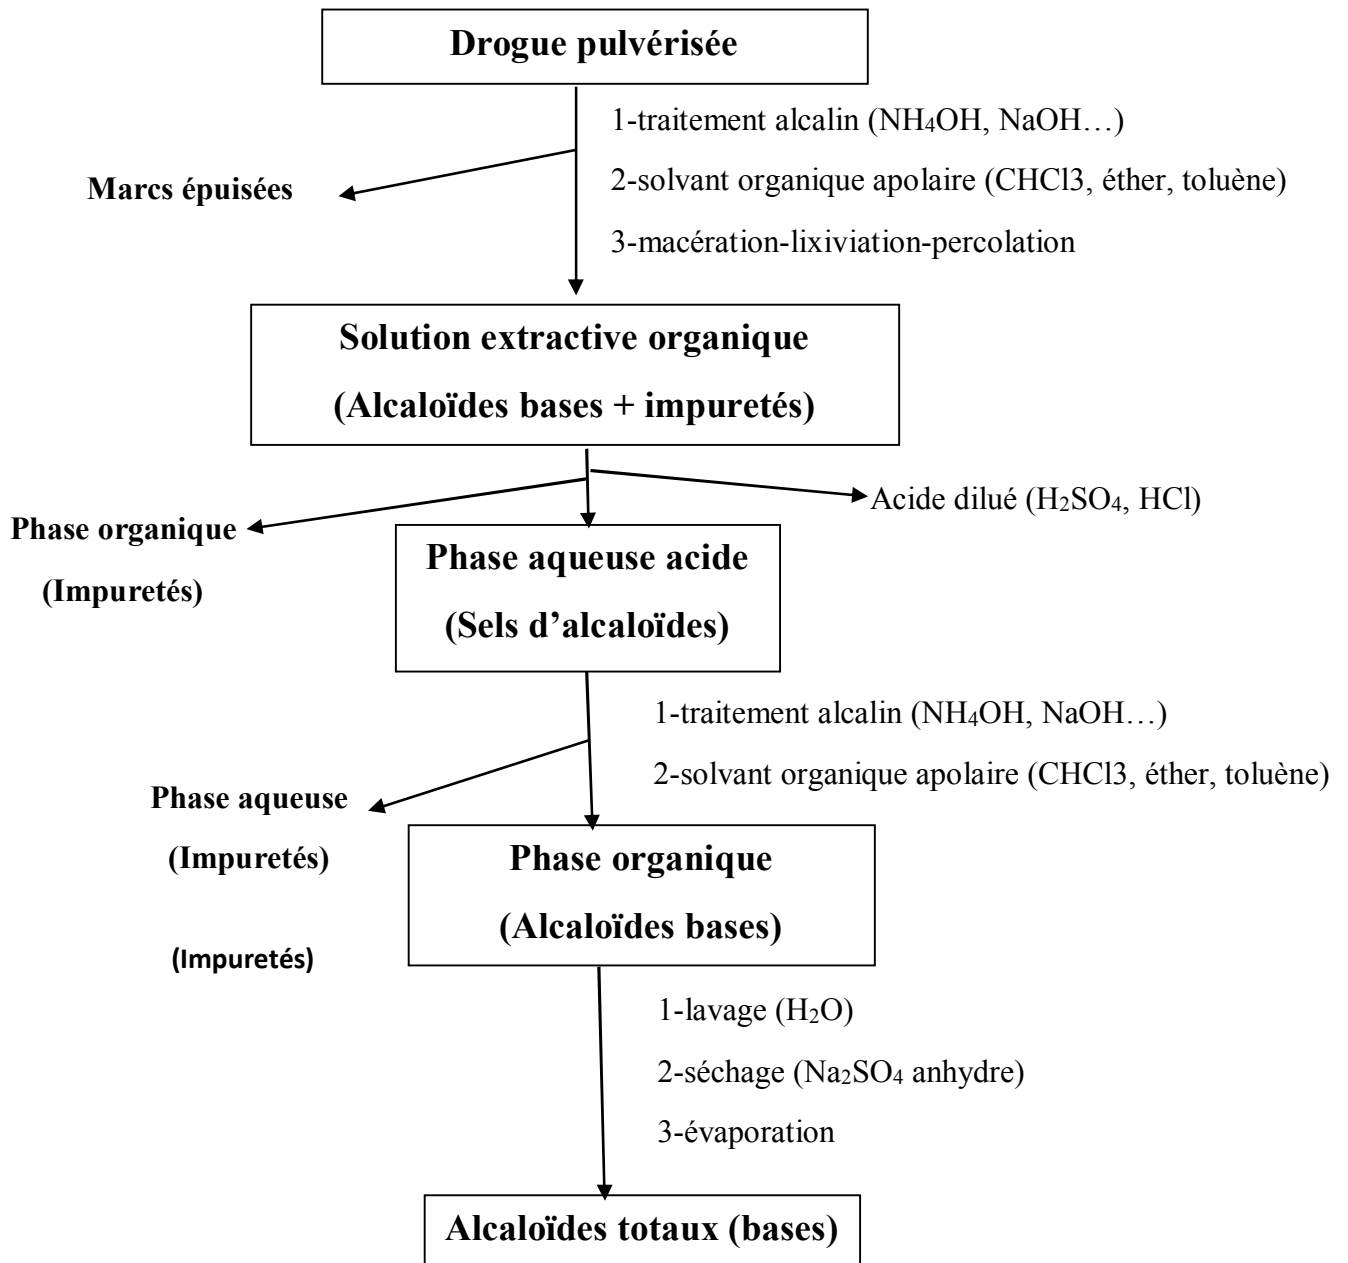 Drogue pulvérisée
1-traitement alcalin (NH₄OH, NaOH…)
2-solvant organique apolaire (CHCl3, éther, toluène)
Marcs épuisées
3-macération-lixiviation-percolation
Solution extractive organique
(Alcaloïdes bases + impuretés)
Acide dilué (H₂SO₄, HCl)
Phase organique
(Impuretés)
Phase aqueuse acide
(Sels d’alcaloïdes)
1-traitement alcalin (NH₄OH, NaOH…)
2-solvant organique apolaire (CHCl3, éther, toluène)
Phase aqueuse
(Impuretés)
Phase organique
(Alcaloïdes bases)
(Impuretés)
1-lavage (H₂O)
2-séchage (Na₂SO₄ anhydre)
3-évaporation
Alcaloïdes totaux (bases)